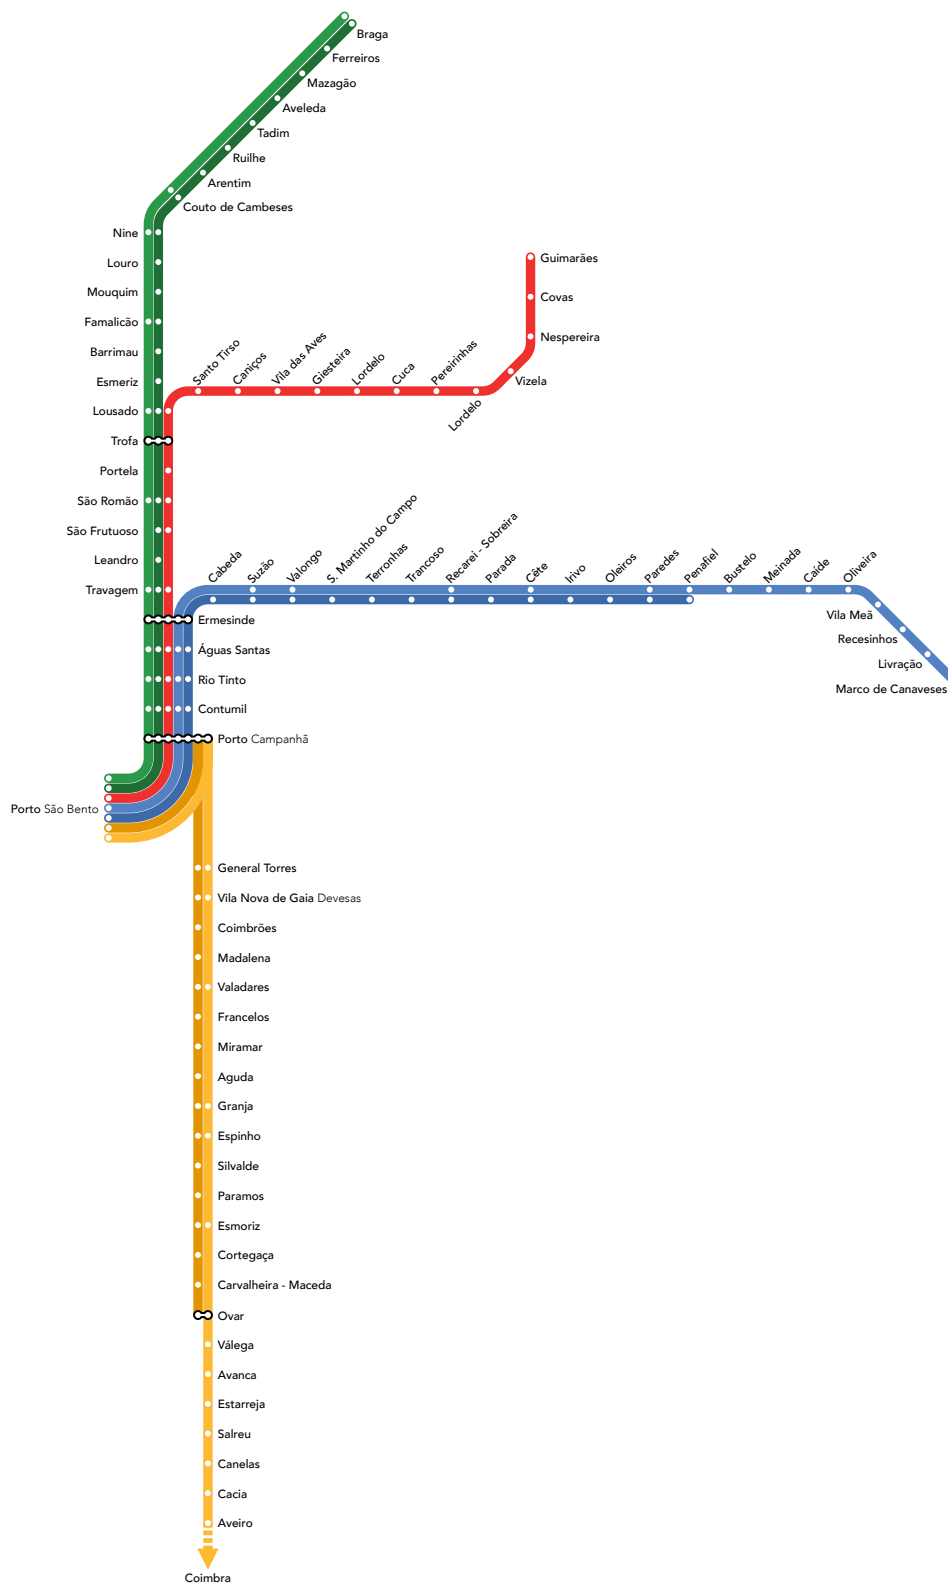 Braga
Ferreiros
Mazagão
Aveleda
Tadim
Ruilhe
Arentim
Couto de Cambeses
Nine
Louro
Mouquim
Famalicão
Barrimau
Esmeriz
Lousado
Trofa
Portela
São Romão
São Frutuoso
Leandro
Travagem
Guimarães
Covas
Nespereira
Vizela
Santo Tirso
Caniços
Vila das Aves
Giesteira
Lordelo
Cuca
Pereirinhas
Lordelo
Cabeda
Suzão
Valongo
S. Martinho do Campo
Terronhas
Trancoso
Recarei - Sobreira
Parada
Cête
Irivo
Oleiros
Paredes
Penafiel
Bustelo
Meinada
Caíde
Oliveira
Vila Meã
Recesinhos
Livração
Marco de Canaveses
Ermesinde
Águas Santas
Rio Tinto
Contumil
Porto Campanhã
Porto São Bento
General Torres
Vila Nova de Gaia Devesas
Coimbrões
Madalena
Valadares
Francelos
Miramar
Aguda
Granja
Espinho
Silvalde
Paramos
Esmoriz
Cortegaça
Carvalheira - Maceda
Ovar
Válega
Avanca
Estarreja
Salreu
Canelas
Cacia
Aveiro
Coimbra